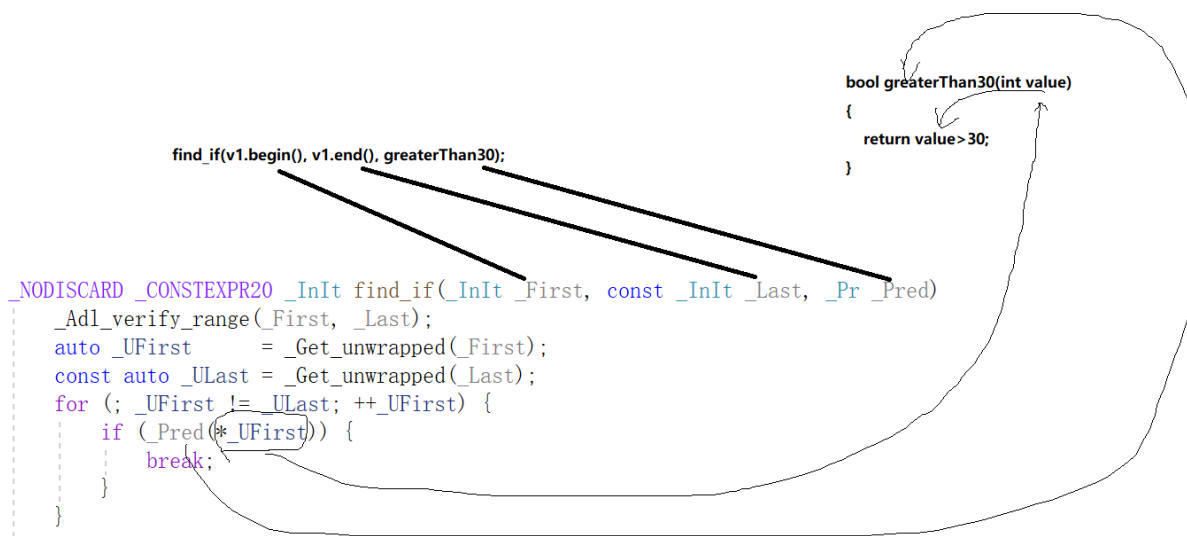 bool greaterThan30(int value)
{
return value>30;
}
find_if(v1.begin(), v1.end(), greaterThan30);
_NODISCARD _CONSTEXPR20 _InIt find_if(_InIt _First, const _InIt _Last, _Pr _Pred)
_Adl_verify_range(_First, _Last);
auto _UFirst = _Get_unwrapped(_First);
const auto _ULast = _Get_unwrapped(_Last);
for (; _UFirst != _ULast; ++_UFirst) {
if (_Pred(*_UFirst)) {
break;
}
}